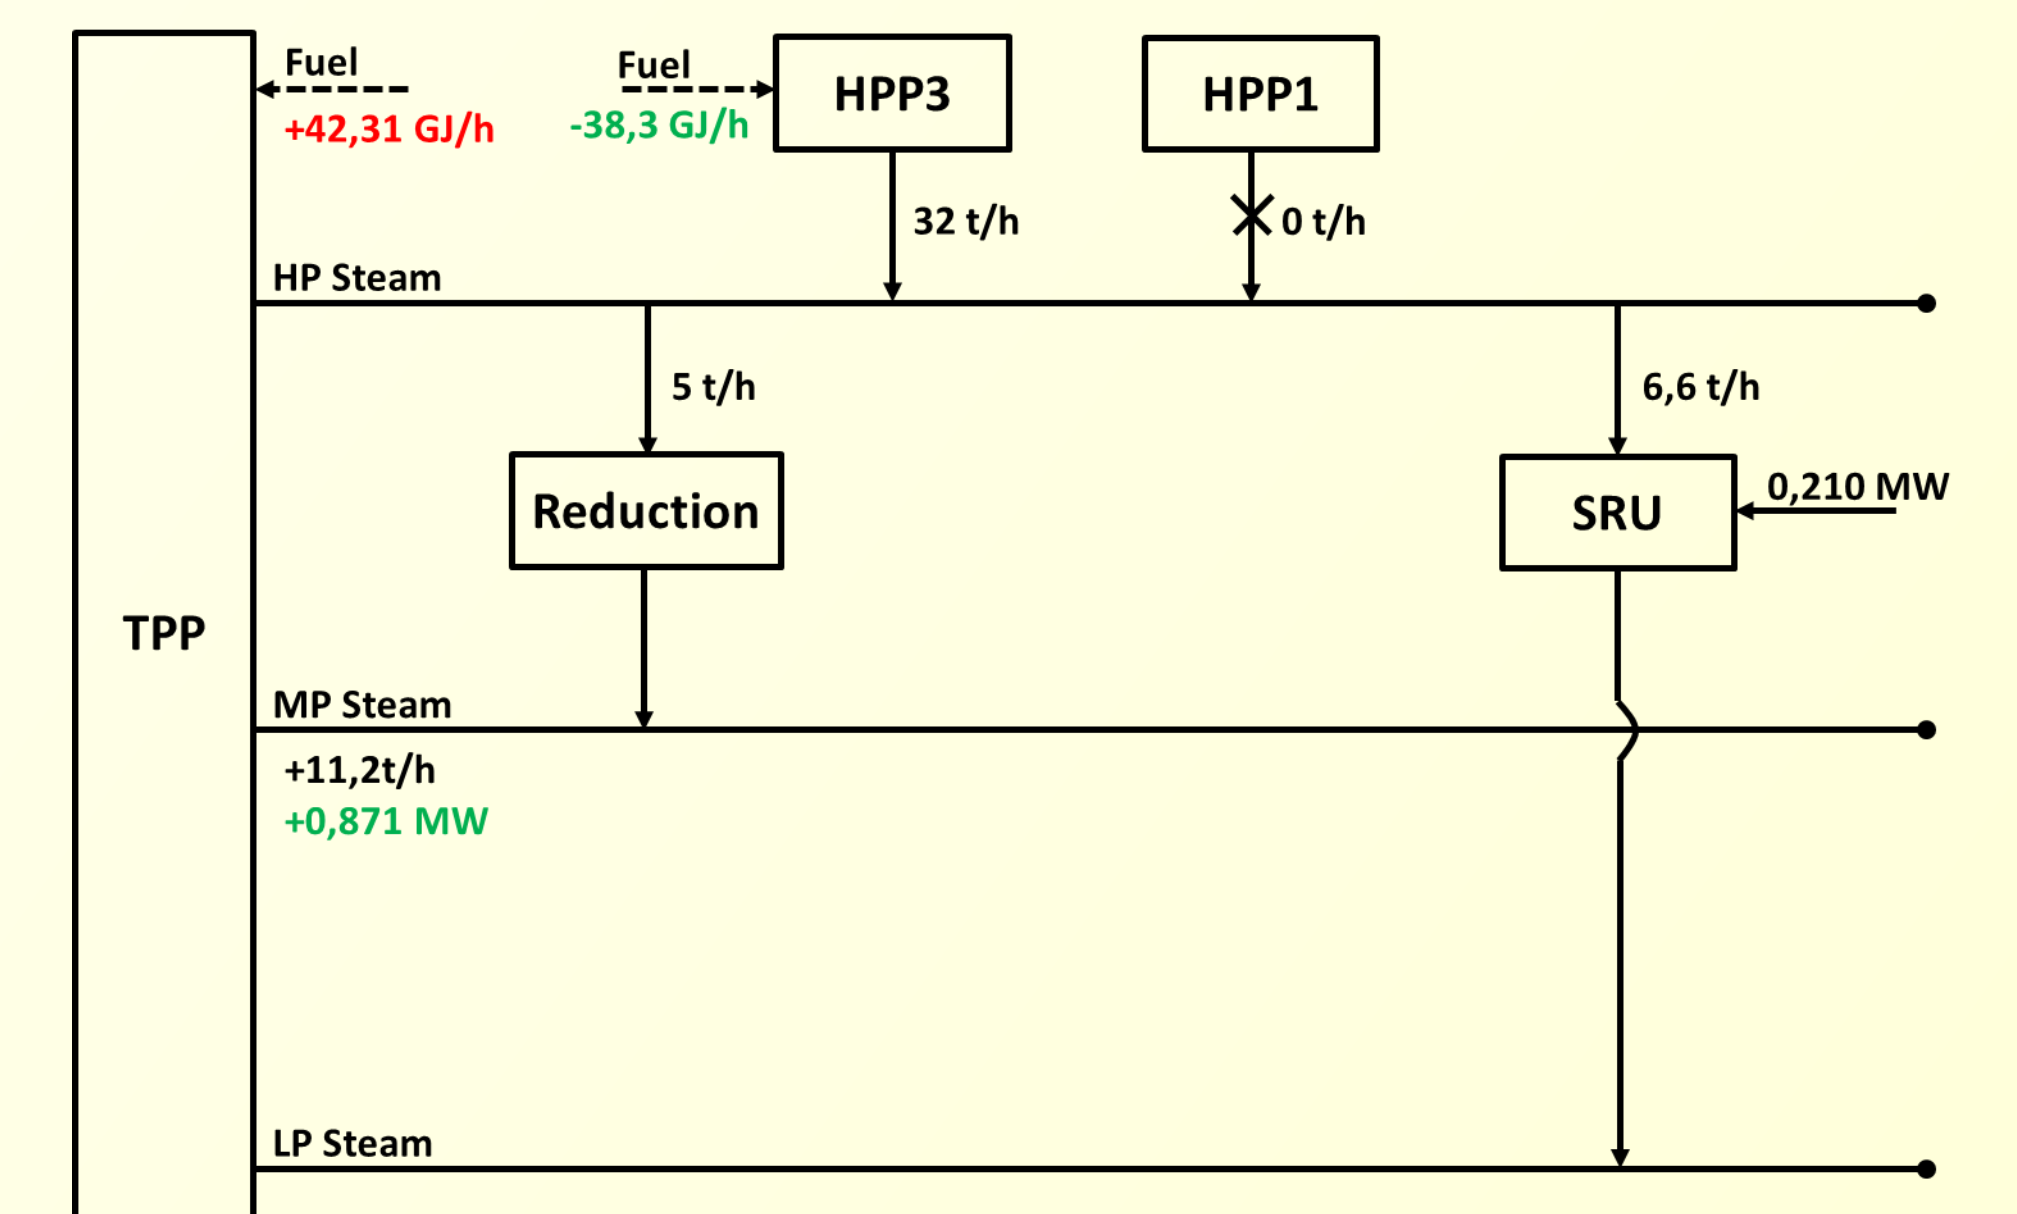 Fuel
+42,31 GJ/h
Fuel
-38,3 GJ/h
HPP3
HPP1
32 t/h
0 t/h
HP Steam
5 t/h
6,6 t/h
Reduction
SRU
0,210 MW
TPP
MP Steam
+11,2t/h
+0,871 MW
LP Steam